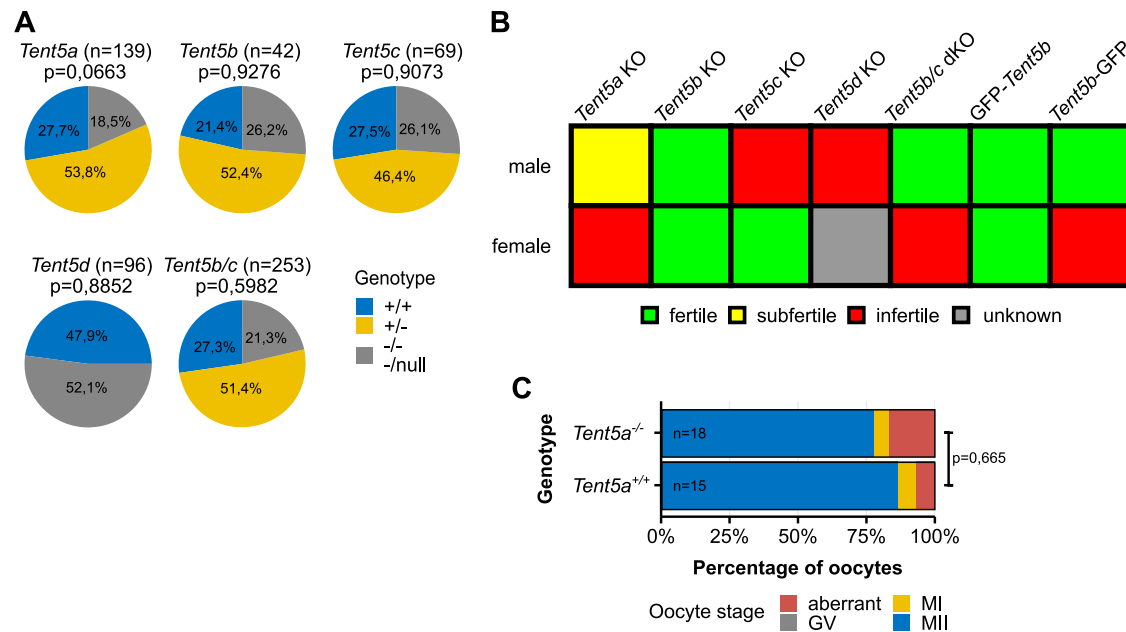 A
Tent5a (n=139)
p=0,0663
27,7%
18,5%
53,8%
Tent5b (n=42)
p=0,9276
21,4%
26,2%
52,4%
Tent5c (n=69)
p=0,9073
27,5%
26,1%
46,4%
Tent5d (n=96)
p=0,8852
47,9%
52,1%
Tent5b/c (n=253)
p=0,5982
27,3%
21,3%
51,4%
Genotype
+/+
+/-
-/-
-/null
B
Tent5a KO
Tent5b KO
Tent5c KO
Tent5d KO
Tent5b/c dKO
GFP-Tent5b
Tent5b-GFP
male
female
fertile subfertile infertile unknown
C
Genotype
Tent5a-/-
n=18
Tent5a+/+
n=15
p=0,665
0% 25% 50% 75% 100%
Percentage of oocytes
Oocyte stage
aberrant MI
GV MII